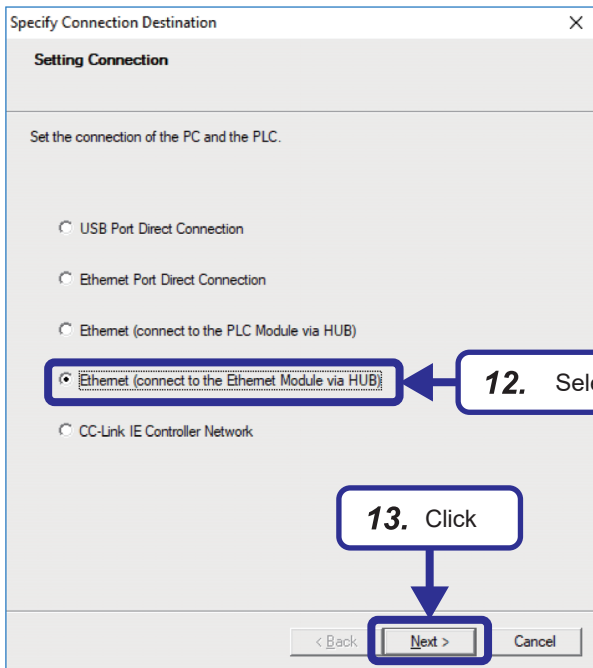 Specify Connection Destination
Setting Connection
Set the connection of the PC and the PLC.
USB Port Direct Connection
Ethernet Port Direct Connection
Ethernet (connect to the PLC Module via HUB)
Ethernet (connect to the Ethernet Module via HUB)
12.
CC-Link IE Controller Network
13. Click
< Back Next > Cancel